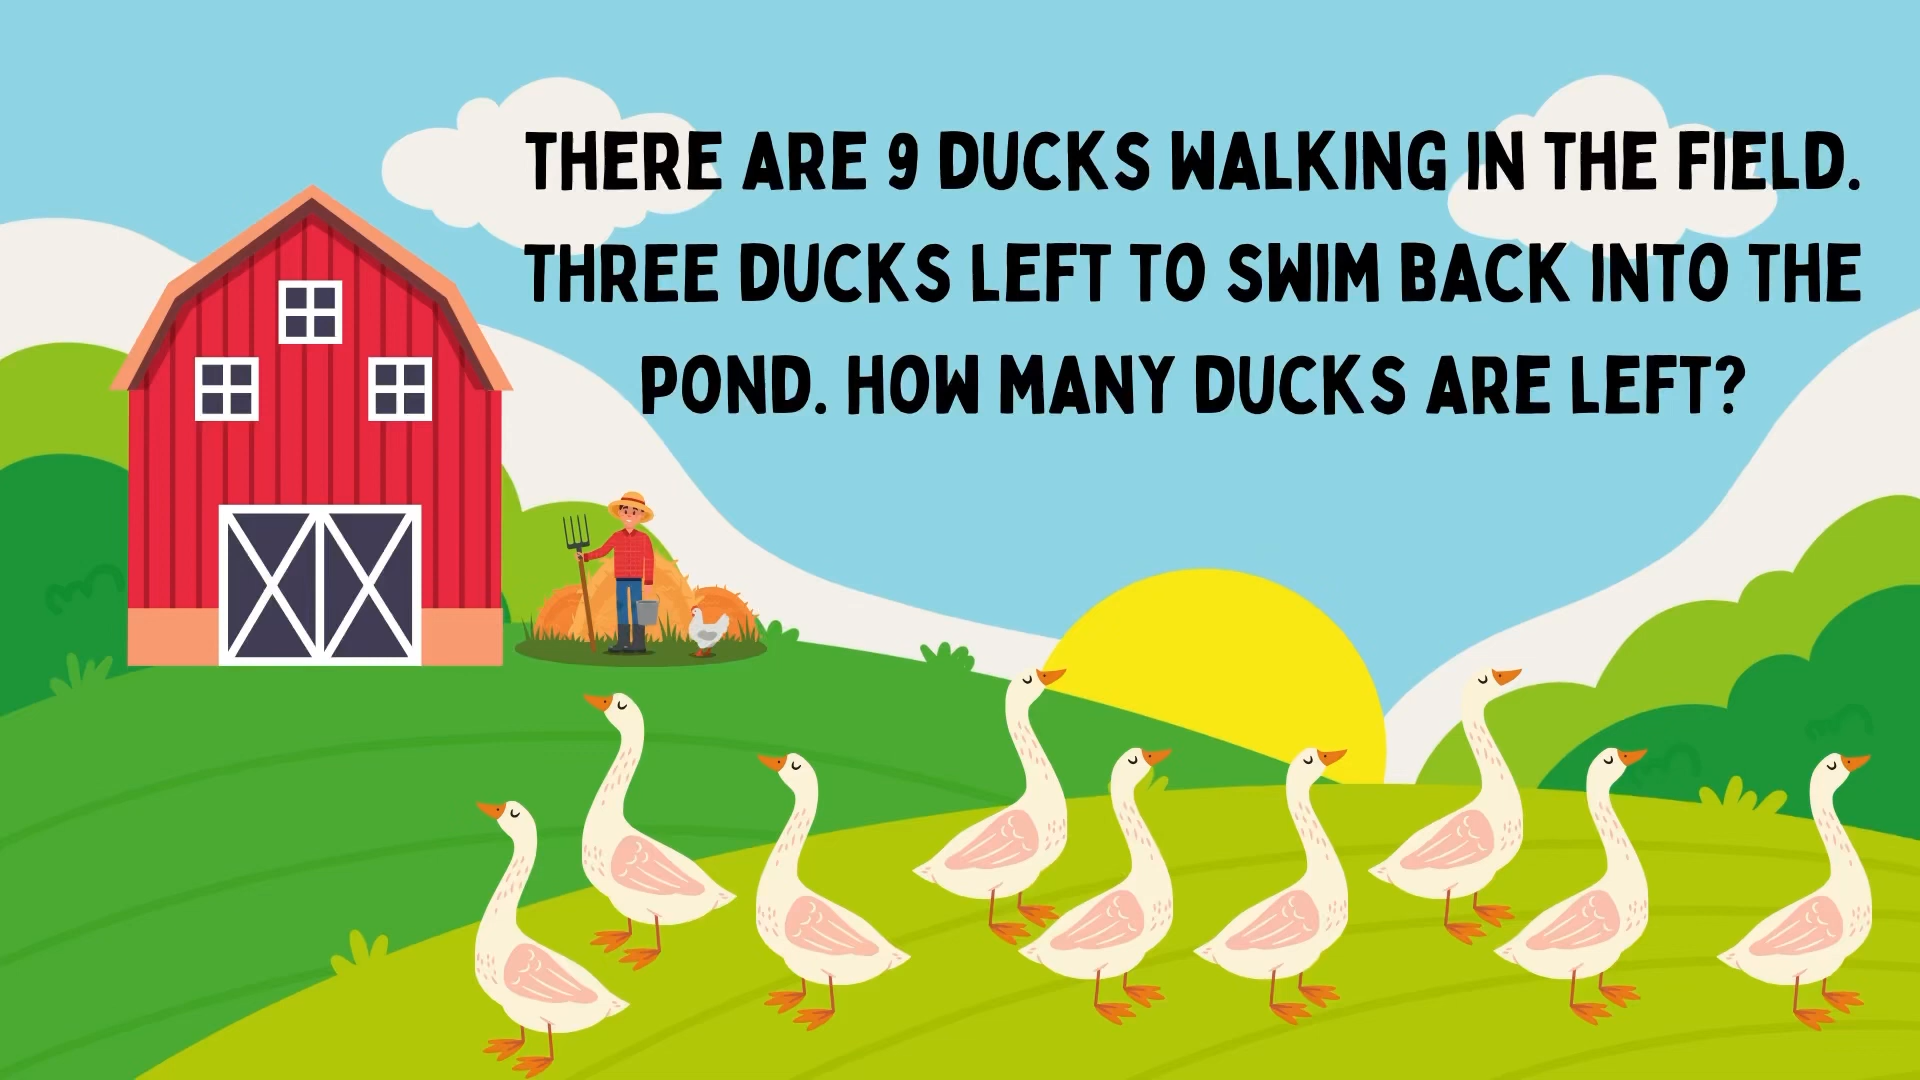 THERE ARE 9 DUCKS WALKING IN THE FIELD.
THREE DUCKS LEFT TO SWIM BACK INTO THE
POND. HOW MANY DUCKS ARE LEFT?